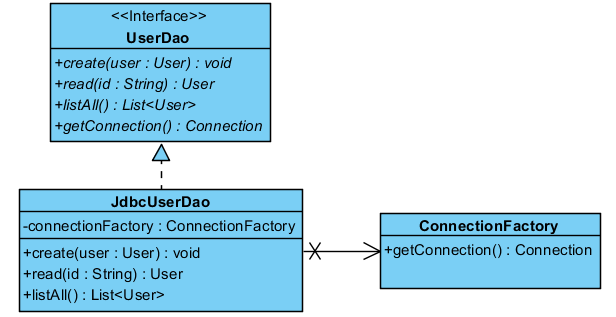 <<Interface>>
UserDao
+create(user : User) : void
+read(id : String) : User
+listAll() : List<User>
+getConnection() : Connection
JdbcUserDao
-connectionFactory : ConnectionFactory
+create(user : User) : void
+read(id : String) : User
+listAll() : List<User>
ConnectionFactory
+getConnection() : Connection